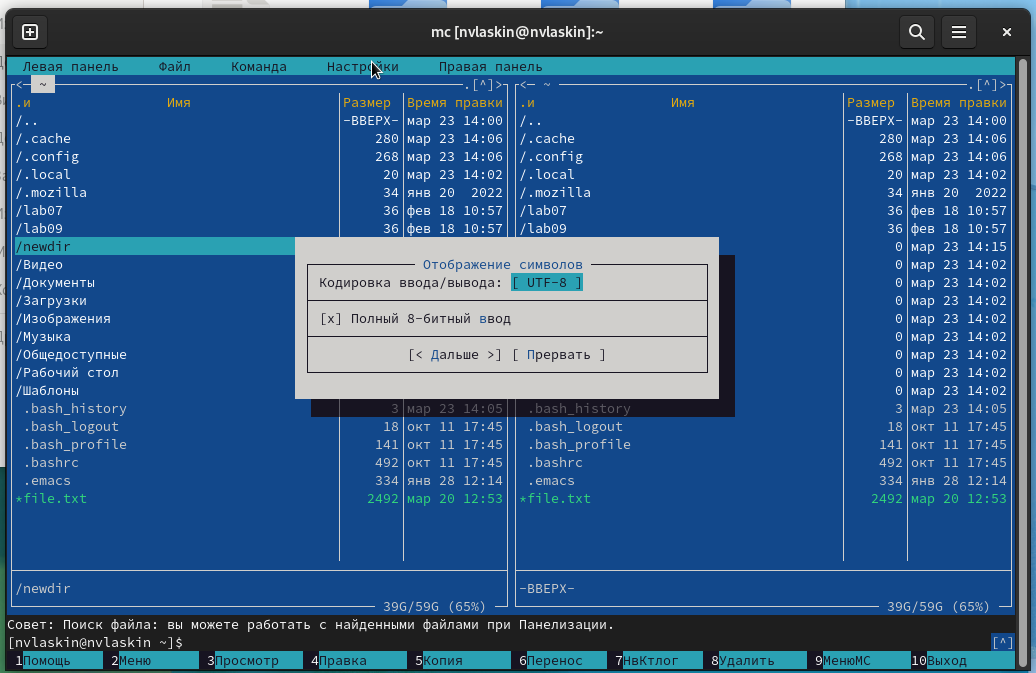 mc [nvlaskin@nvlaskin]:~
Левая панель Файл Команда Настройки Правая панель
<— ~ .[^]> <— ~ .[^]>
.и Имя Размер Время правки .и Имя Размер Время правки
/.. -ВВЕРХ- мар 23 14:00 /.. -ВВЕРХ- мар 23 14:00
/.cache 280 мар 23 14:06 /.cache 280 мар 23 14:06
/.config 268 мар 23 14:06 /.config 268 мар 23 14:06
/.local 20 мар 23 14:02 /.local 20 мар 23 14:02
/.mozilla 34 янв 20 2022 /.mozilla 34 янв 20 2022
/lab07 36 фев 18 10:57 /lab07 36 фев 18 10:57
/lab09 36 фев 18 10:57 /lab09 36 фев 18 10:57
/newdir 0 мар 23 14:15
/Видео Отображение символов 0 мар 23 14:02
/Документы Кодировка ввода/вывода: [ UTF-8 ] 0 мар 23 14:02
/Загрузки 0 мар 23 14:02
/Изображения [x] Полный 8-битный ввод 0 мар 23 14:02
/Музыка 0 мар 23 14:02
/Общедоступные [< Дальше >] [ Прервать ] 0 мар 23 14:02
/Рабочий стол 0 мар 23 14:02
/Шаблоны 0 мар 23 14:02
.bash_history 3 мар 23 14:05 .bash_history 3 мар 23 14:05
.bash_logout 18 окт 11 17:45 .bash_logout 18 окт 11 17:45
.bash_profile 141 окт 11 17:45 .bash_profile 141 окт 11 17:45
.bashrc 492 окт 11 17:45 .bashrc 492 окт 11 17:45
.emacs 334 янв 28 12:14 .emacs 334 янв 28 12:14
*file.txt 2492 мар 20 12:53 *file.txt 2492 мар 20 12:53
/newdir -ВВЕРХ-
39G/59G (65%) 39G/59G (65%)
Совет: Поиск файла: вы можете работать с найденными файлами при Панелизации.
[nvlaskin@nvlaskin ~]$ [^]
1Помощь 2Меню 3Просмотр 4Правка 5Копия 6Перенос 7НвКтлог 8Удалить 9МенюМС 10Выход